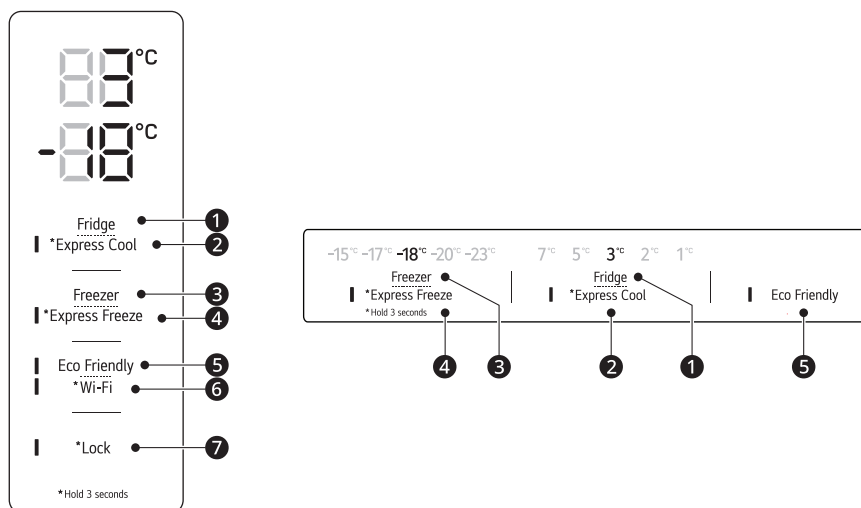 3°C
-18°C
Fridge 1
*Express Cool 2
Freezer 3
*Express Freeze 4
Eco Friendly 5
*Wi-Fi 6
*Lock 7
*Hold 3 seconds
-15°C -17°C -18°C -20°C -23°C 7°C 5°C 3°C 2°C 1°C
Freezer Fridge
*Express Freeze *Express Cool Eco Friendly
*Hold 3 seconds
4 3 2 1 5